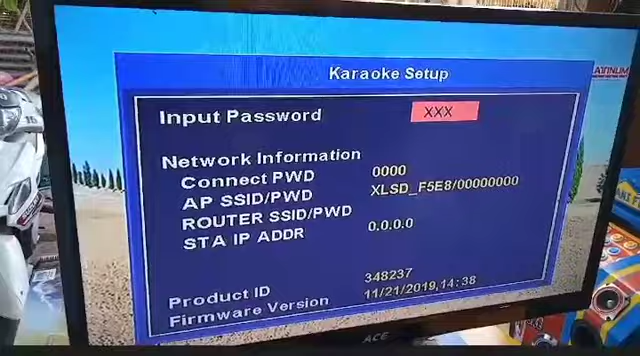 Karaoke Setup
LATINUM
Input Password XXX
Network Information
Connect PWD 0000
AP SSID/PWD XLSD_F5E8/00000000
ROUTER SSID/PWD
STA IP ADDR 0.0.0.0
Product ID 348237
Firmware Version 11/21/2019,14:38
ACE